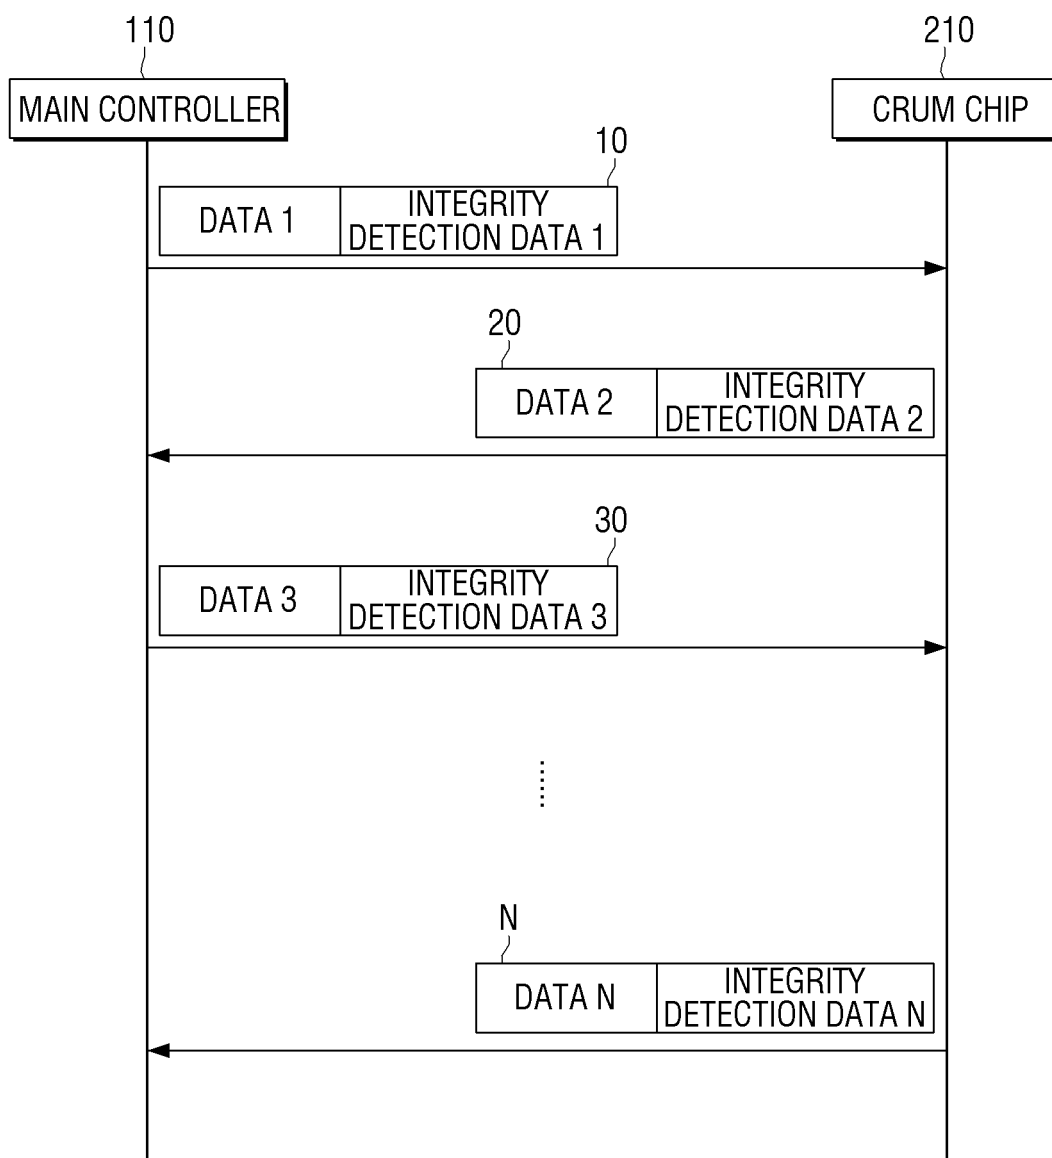 110
210
MAIN CONTROLLER
CRUM CHIP
10
DATA 1
INTEGRITY
DETECTION DATA 1
20
DATA 2
INTEGRITY
DETECTION DATA 2
30
DATA 3
INTEGRITY
DETECTION DATA 3
N
DATA N
INTEGRITY
DETECTION DATA N